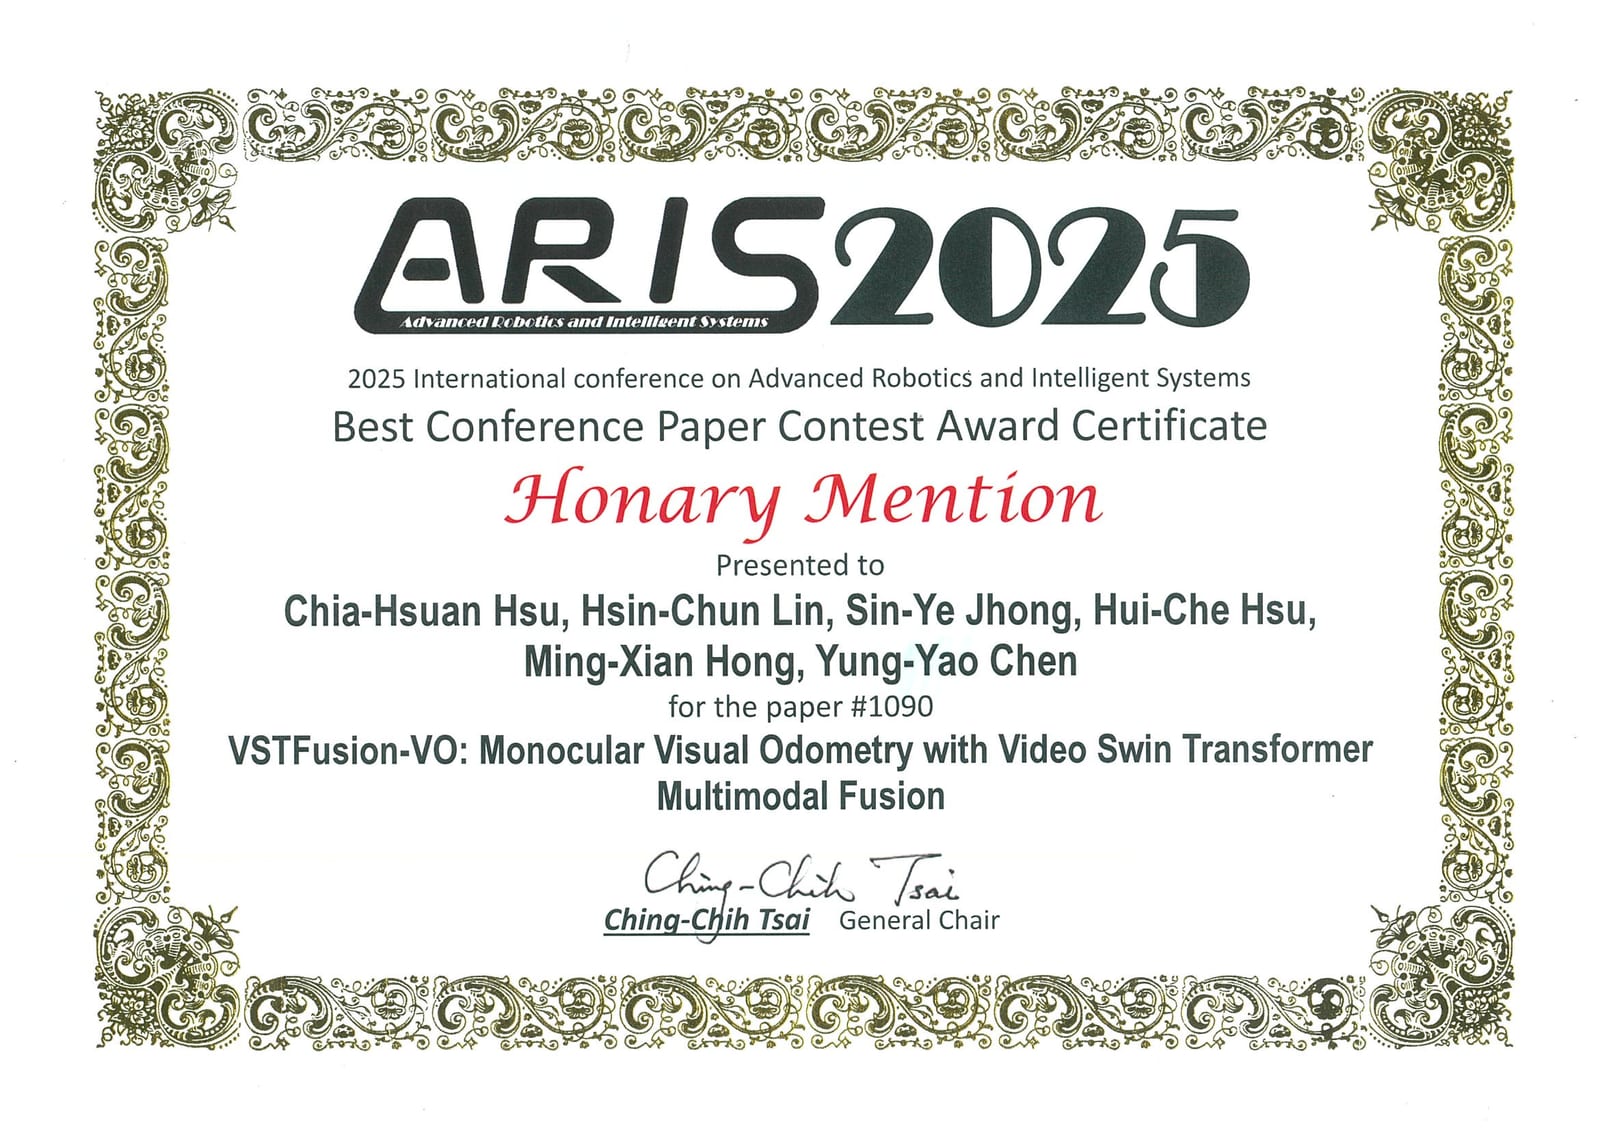 ARIS2025
Advanced Robotics and Intelligent Systems
2025 International conference on Advanced Robotics and Intelligent Systems
Best Conference Paper Contest Award Certificate
Honary Mention
Presented to
Chia-Hsuan Hsu, Hsin-Chun Lin, Sin-Ye Jhong, Hui-Che Hsu,
Ming-Xian Hong, Yung-Yao Chen
for the paper #1090
VSTFusion-VO: Monocular Visual Odometry with Video Swin Transformer
Multimodal Fusion
Ching-Chih Tsai
Ching-Chih Tsai General Chair